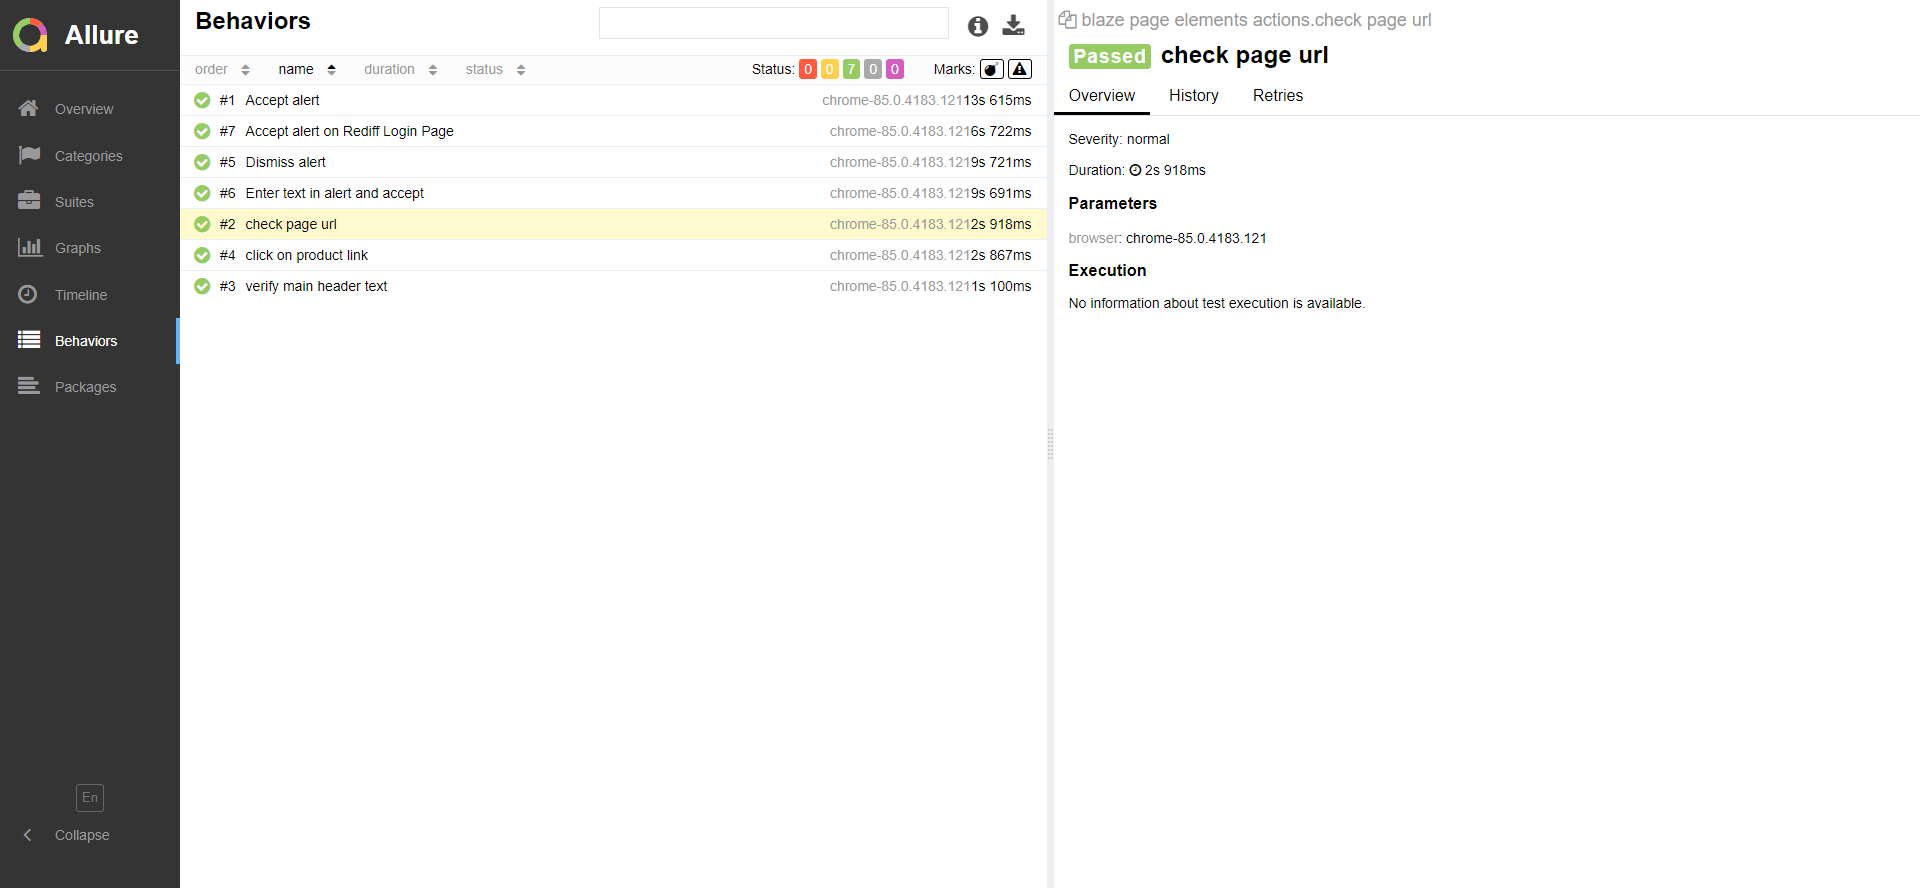 Allure
Overview
Categories
Suites
Graphs
Timeline
Behaviors
Packages
En
Collapse
Behaviors
order name duration status Status: 0 0 7 0 0 Marks:
#1 Accept alert chrome-85.0.4183.121 13s 615ms
#7 Accept alert on Rediff Login Page chrome-85.0.4183.121 6s 722ms
#5 Dismiss alert chrome-85.0.4183.121 9s 721ms
#6 Enter text in alert and accept chrome-85.0.4183.121 9s 691ms
#2 check page url chrome-85.0.4183.121 2s 918ms
#4 click on product link chrome-85.0.4183.121 2s 867ms
#3 verify main header text chrome-85.0.4183.121 1s 100ms
blaze page elements actions.check page url
Passed check page url
Overview History Retries
Severity: normal
Duration: 2s 918ms
Parameters
browser: chrome-85.0.4183.121
Execution
No information about test execution is available.